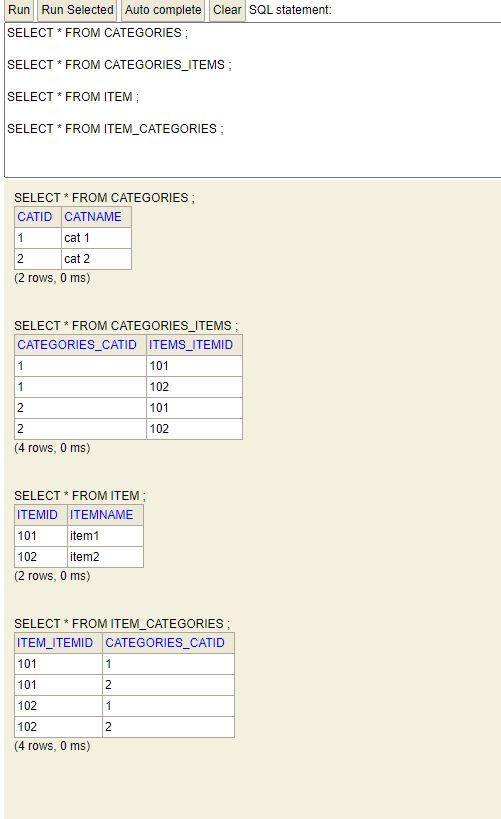 Run Run Selected Auto complete Clear SQL statement:
SELECT * FROM CATEGORIES ;
SELECT * FROM CATEGORIES_ITEMS ;
SELECT * FROM ITEM ;
SELECT * FROM ITEM_CATEGORIES ;
SELECT * FROM CATEGORIES ;
CATID CATNAME
1 cat 1
2 cat 2
(2 rows, 0 ms)
SELECT * FROM CATEGORIES_ITEMS ;
CATEGORIES_CATID ITEMS_ITEMID
1 101
1 102
2 101
2 102
(4 rows, 0 ms)
SELECT * FROM ITEM ;
ITEMID ITEMNAME
101 item1
102 item2
(2 rows, 0 ms)
SELECT * FROM ITEM_CATEGORIES ;
ITEM_ITEMID CATEGORIES_CATID
101 1
101 2
102 1
102 2
(4 rows, 0 ms)